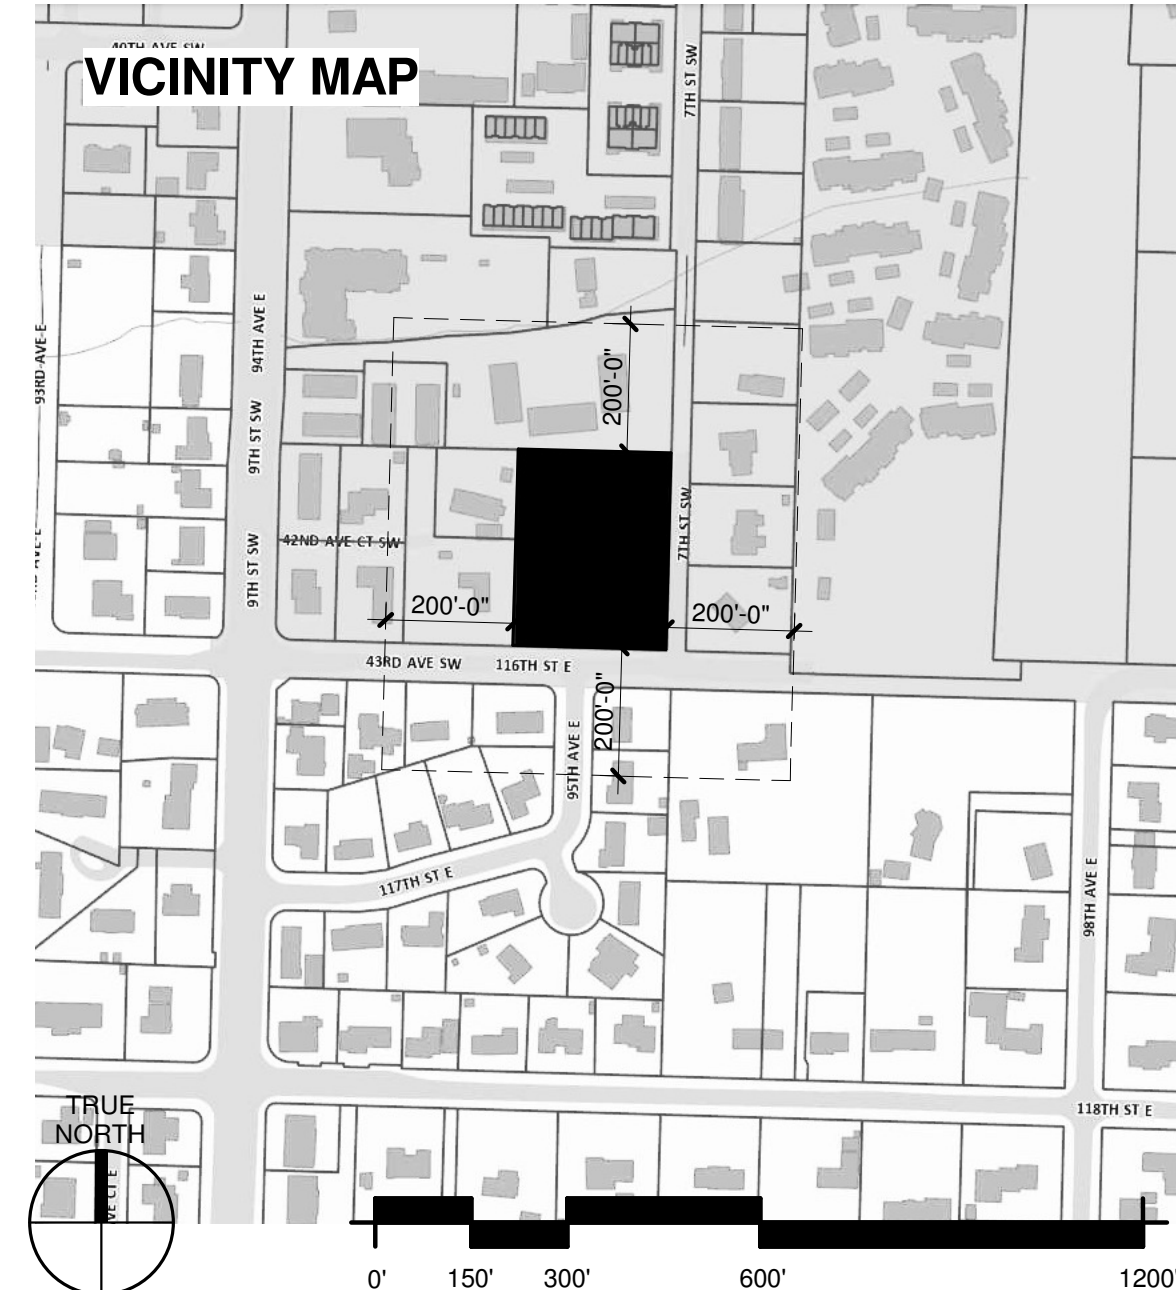 40TH AVE SW
VICINITY MAP
7TH ST SW
94TH AVE E
93RD AVE E
200'-0"
9TH ST SW
7TH ST SW
42ND AVE CT SW
9TH ST SW
200'-0"
200'-0"
43RD AVE SW
116TH ST E
200'-0"
95TH AVE E
117TH ST E
98TH AVE E
TRUE
NORTH
118TH ST E
0'
150'
300'
600'
1200'